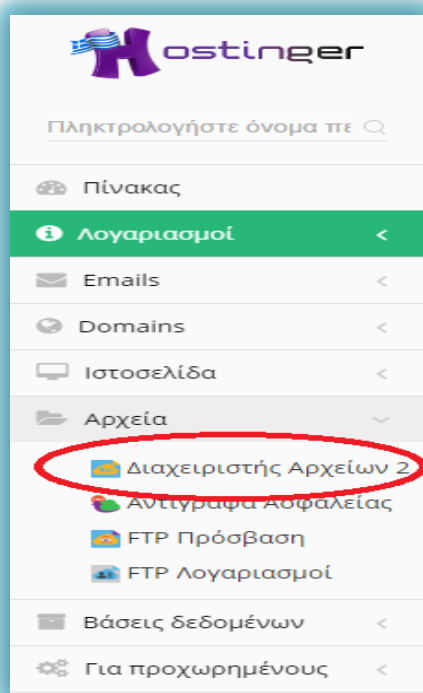 Hostinger
Πληκτρολογήστε όνομα πε
Πίνακας
Λογαριασμοί
Emails
Domains
Ιστοσελίδα
Αρχεία
Διαχειριστής Αρχείων 2
Αντίγραφα Ασφαλείας
FTP Πρόσβαση
FTP Λογαριασμοί
Βάσεις δεδομένων
Για προχωρημένους